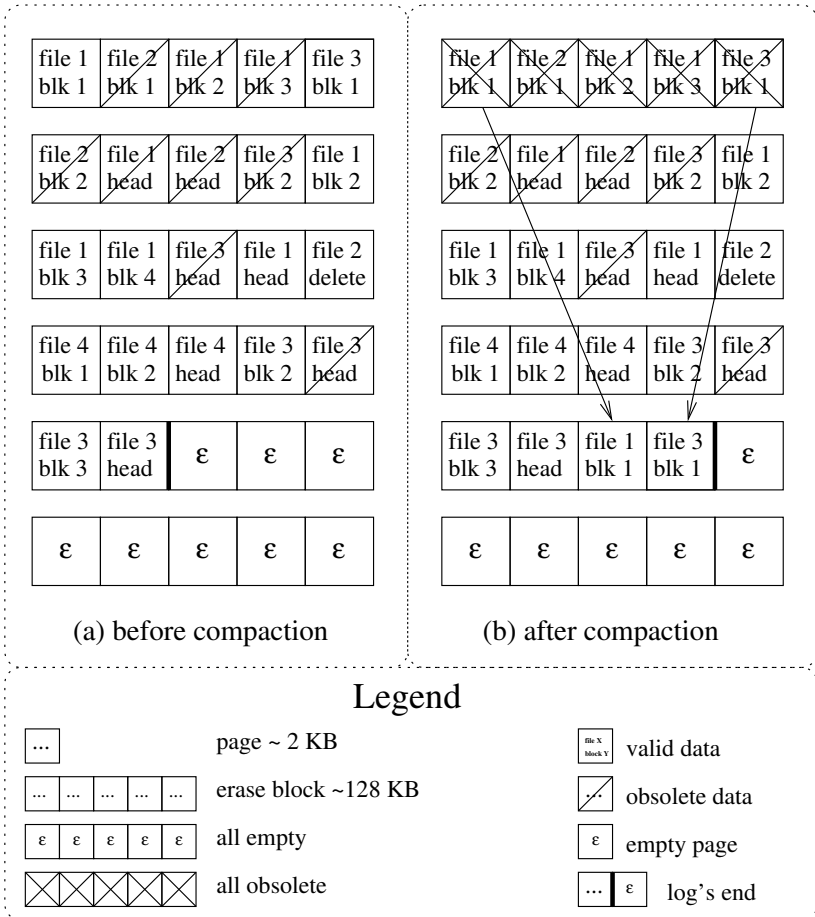 file 1 file 2 file 1 file 1 file 3
blk 1 blk 1 blk 2 blk 3 blk 1
file 2 file 1 file 2 file 3 file 1
blk 2 head head blk 2 blk 2
file 1 file 1 file 3 file 1 file 2
blk 3 blk 4 head head delete
file 4 file 4 file 4 file 3 file 3
blk 1 blk 2 head blk 2 head
file 3 file 3 ε ε ε
blk 3 head
ε ε ε ε ε
(a) before compaction
file 1 file 2 file 1 file 1 file 3
blk 1 blk 1 blk 2 blk 3 blk 1
file 2 file 1 file 2 file 3 file 1
blk 2 head head blk 2 blk 2
file 1 file 1 file 3 file 1 file 2
blk 3 blk 4 head head delete
file 4 file 4 file 4 file 3 file 3
blk 1 blk 2 head blk 2 head
file 3 file 3 file 1 file 3 ε
blk 3 head blk 1 blk 1
ε ε ε ε ε
(b) after compaction
Legend
... page ~ 2 KB
... ... ... ... ... erase block ~128 KB
ε ε ε ε ε all empty
all obsolete
file X
block Y
valid data
... obsolete data
ε empty page
... ε log's end